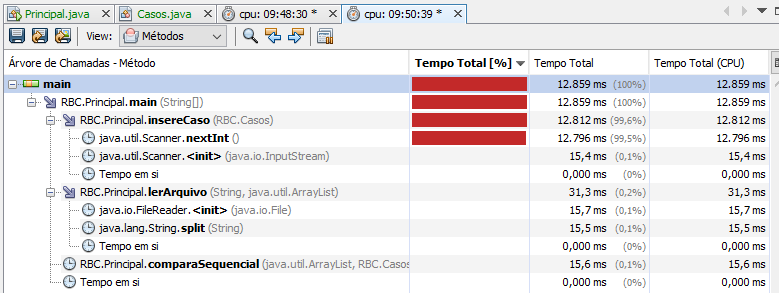 Principal.java Casos.java cpu: 09:48:30 * cpu: 09:50:39 *
View: Métodos
Árvore de Chamadas - Método Tempo Total [%] Tempo Total Tempo Total (CPU)
main 12.859 ms (100%) 12.859 ms
RBC.Principal.main (String[]) 12.859 ms (100%) 12.859 ms
RBC.Principal.insereCaso (RBC.Casos) 12.812 ms (99,6%) 12.812 ms
java.util.Scanner.nextInt () 12.796 ms (99,5%) 12.796 ms
java.util.Scanner.<init> (java.io.InputStream) 15,4 ms (0,1%) 15,4 ms
Tempo em si 0,000 ms (0%) 0,000 ms
RBC.Principal.lerArquivo (String, java.util.ArrayList) 31,3 ms (0,2%) 31,3 ms
java.io.FileReader.<init> (java.io.File) 15,7 ms (0,1%) 15,7 ms
java.lang.String.split (String) 15,5 ms (0,1%) 15,5 ms
Tempo em si 0,000 ms (0%) 0,000 ms
RBC.Principal.comparaSequencial (java.util.ArrayList, RBC.Casos 15,6 ms (0,1%) 15,6 ms
Tempo em si 0,000 ms (0%) 0,000 ms